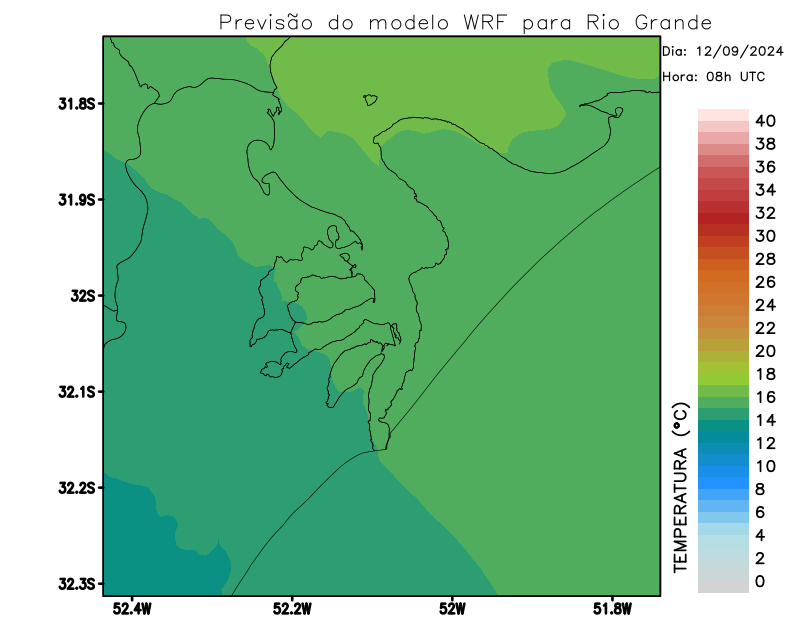 Previsão do modelo WRF para Rio Grande
Dia: 12/09/2024
Hora: 08h UTC
31.8S
31.9S
32S
32.1S
32.2S
32.3S
52.4W
52.2W
52W
51.8W
TEMPERATURA (°C)
40
38
36
34
32
30
28
26
24
22
20
18
16
14
12
10
8
6
4
2
0